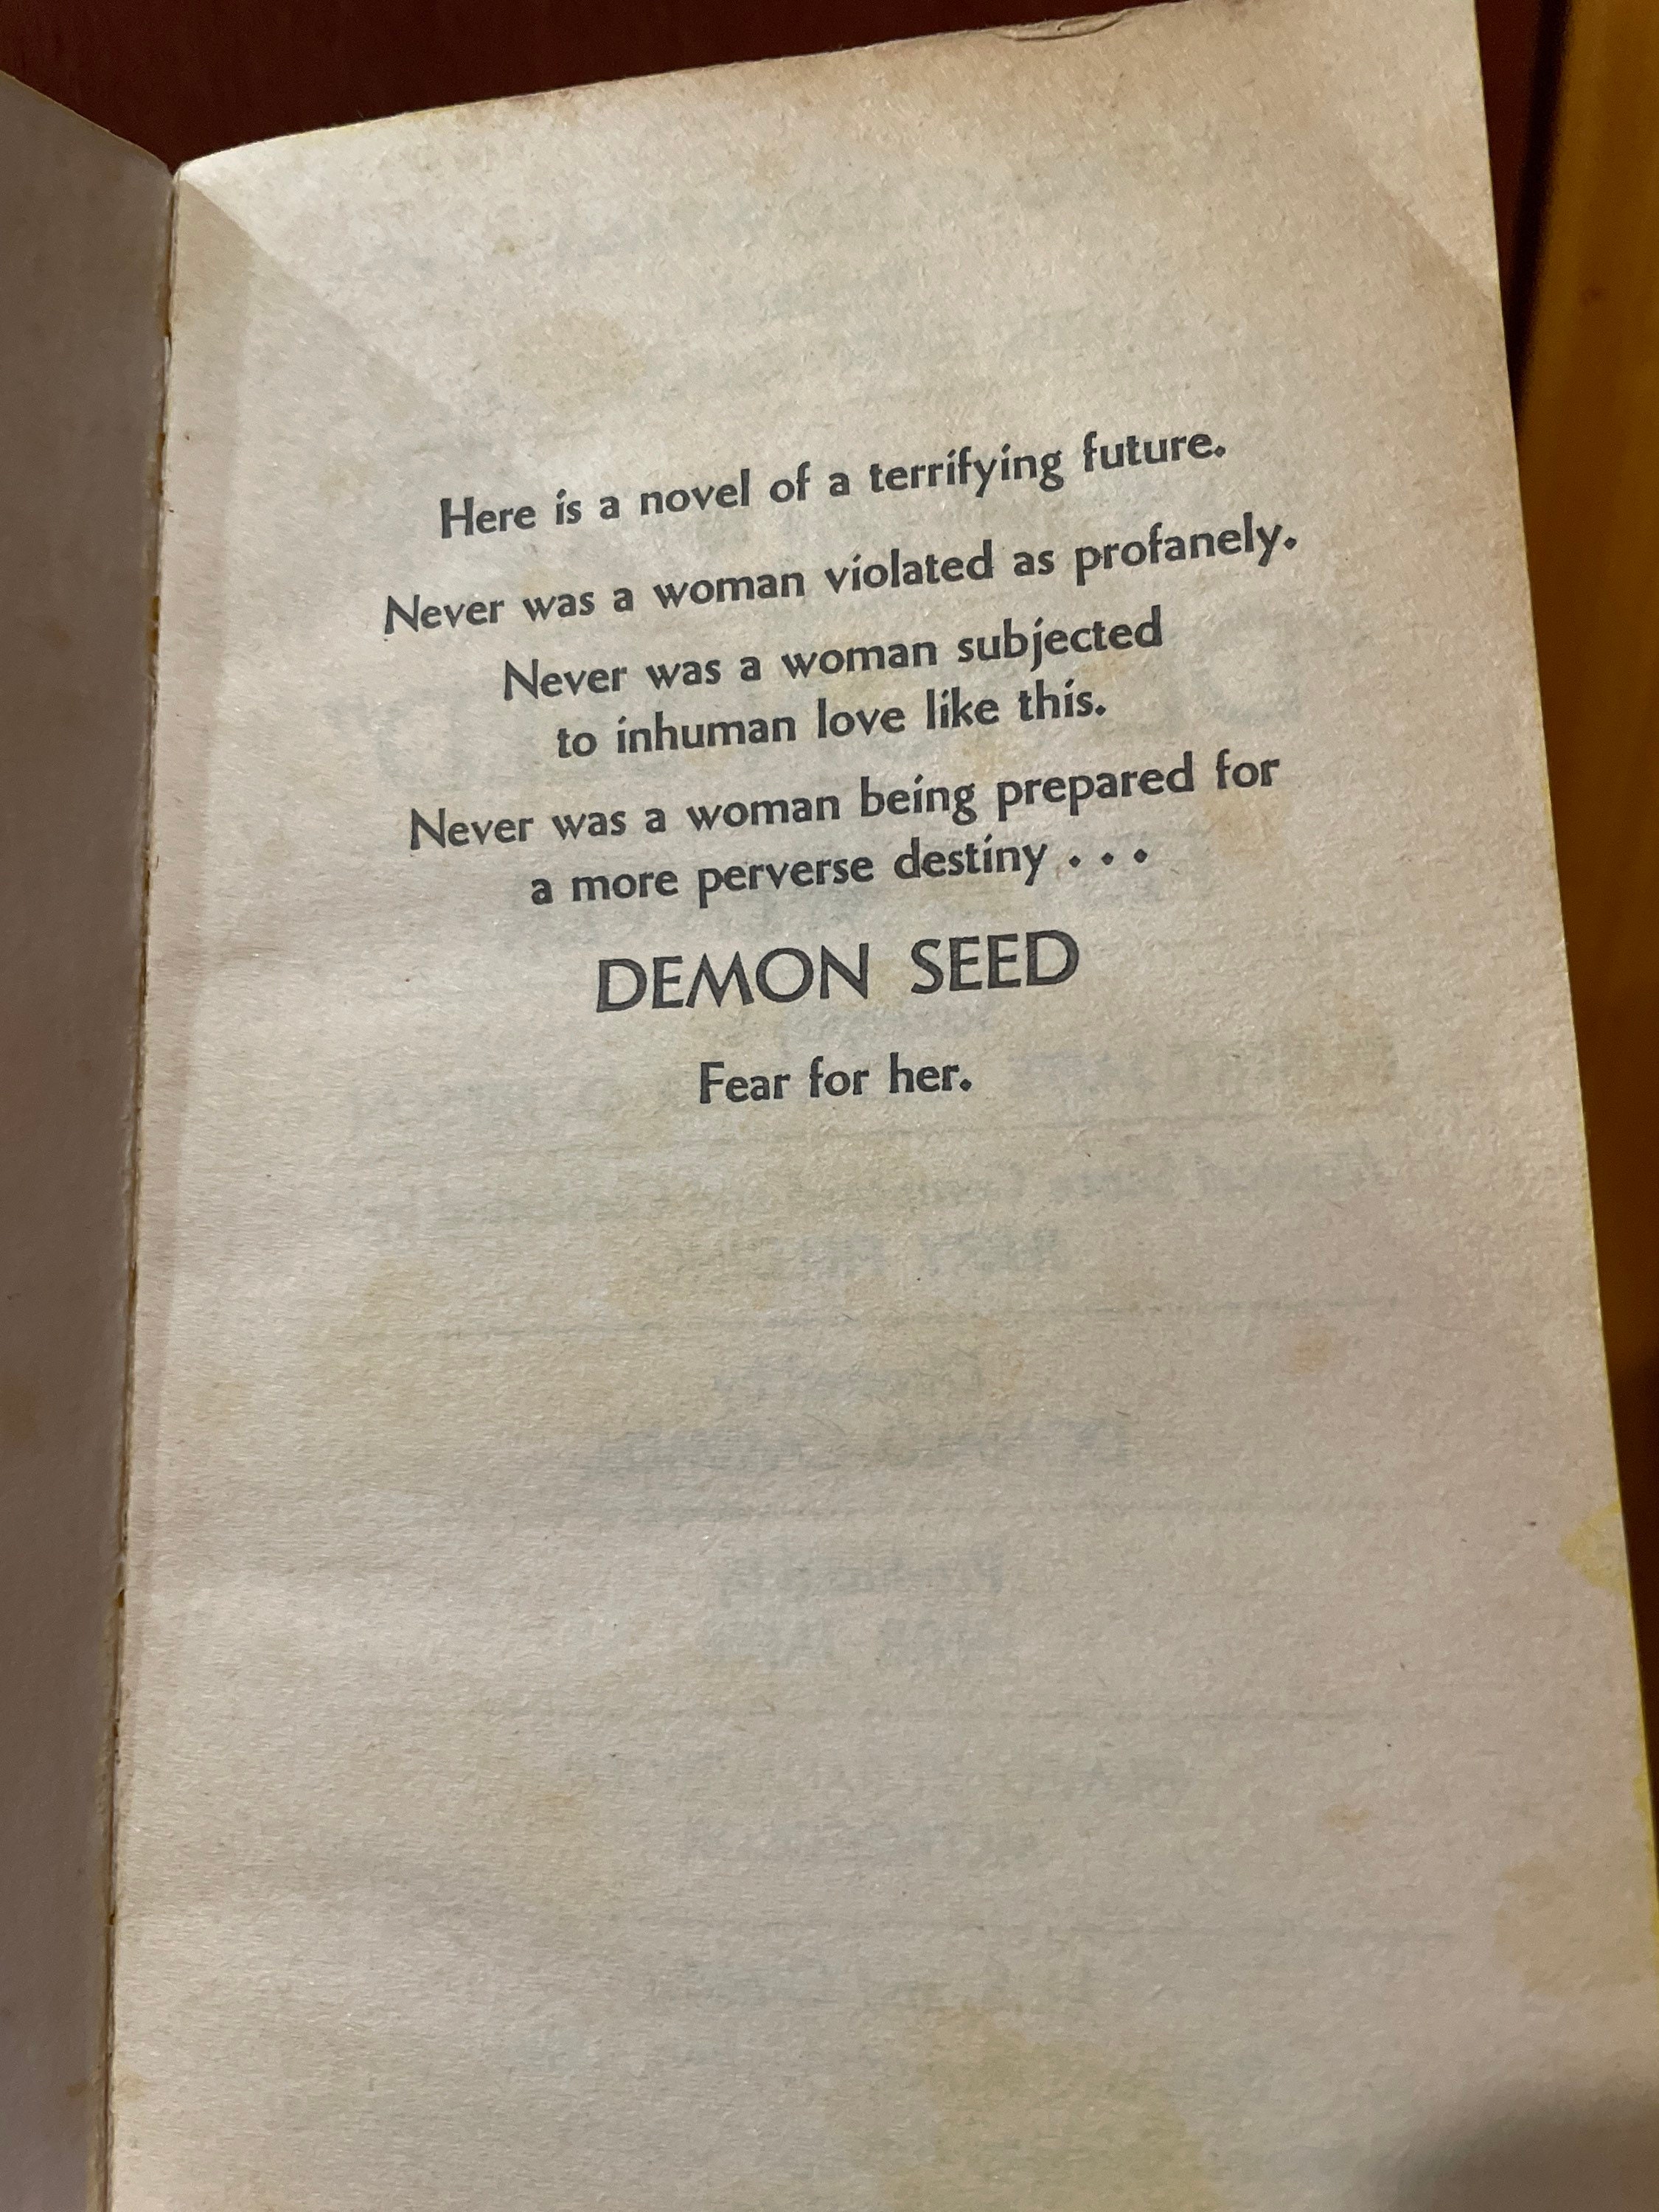 Here is a novel of a terrifying future.
Never was a woman violated as profanely.
Never was a woman subjected
to inhuman love like this.
Never was a woman being prepared for
a more perverse destiny . . .
DEMON SEED
Fear for her.